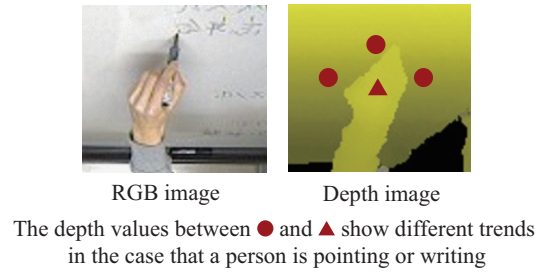 RGB image
Depth image
The depth values between and show different trends
in the case that a person is pointing or writing